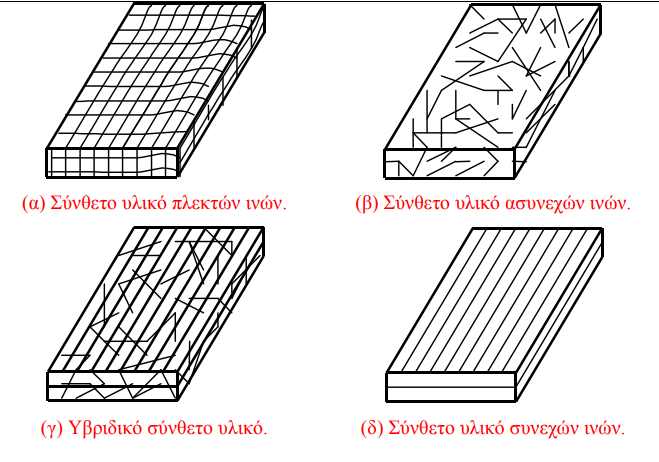 (α) Σύνθετο υλικό πλεκτών ινών.
(β) Σύνθετο υλικό ασυνεχών ινών.
(γ) Υβριδικό σύνθετο υλικό.
(δ) Σύνθετο υλικό συνεχών ινών.